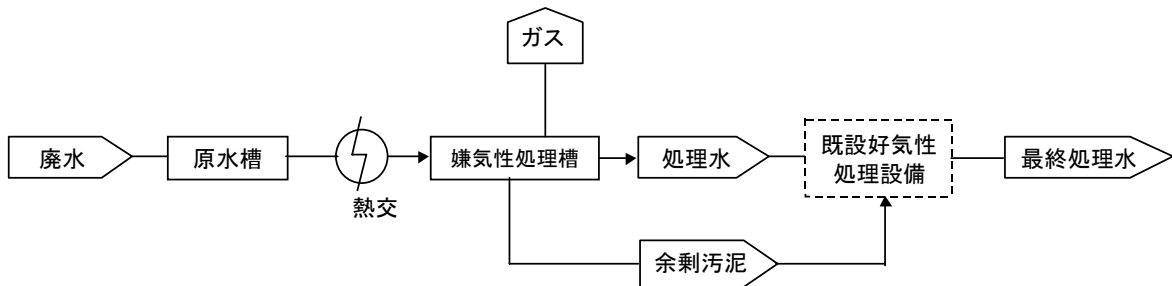 ガス
廃水
原水槽
熱交
嫌気性処理槽
処理水
既設好気性
処理設備
最終処理水
余剰汚泥